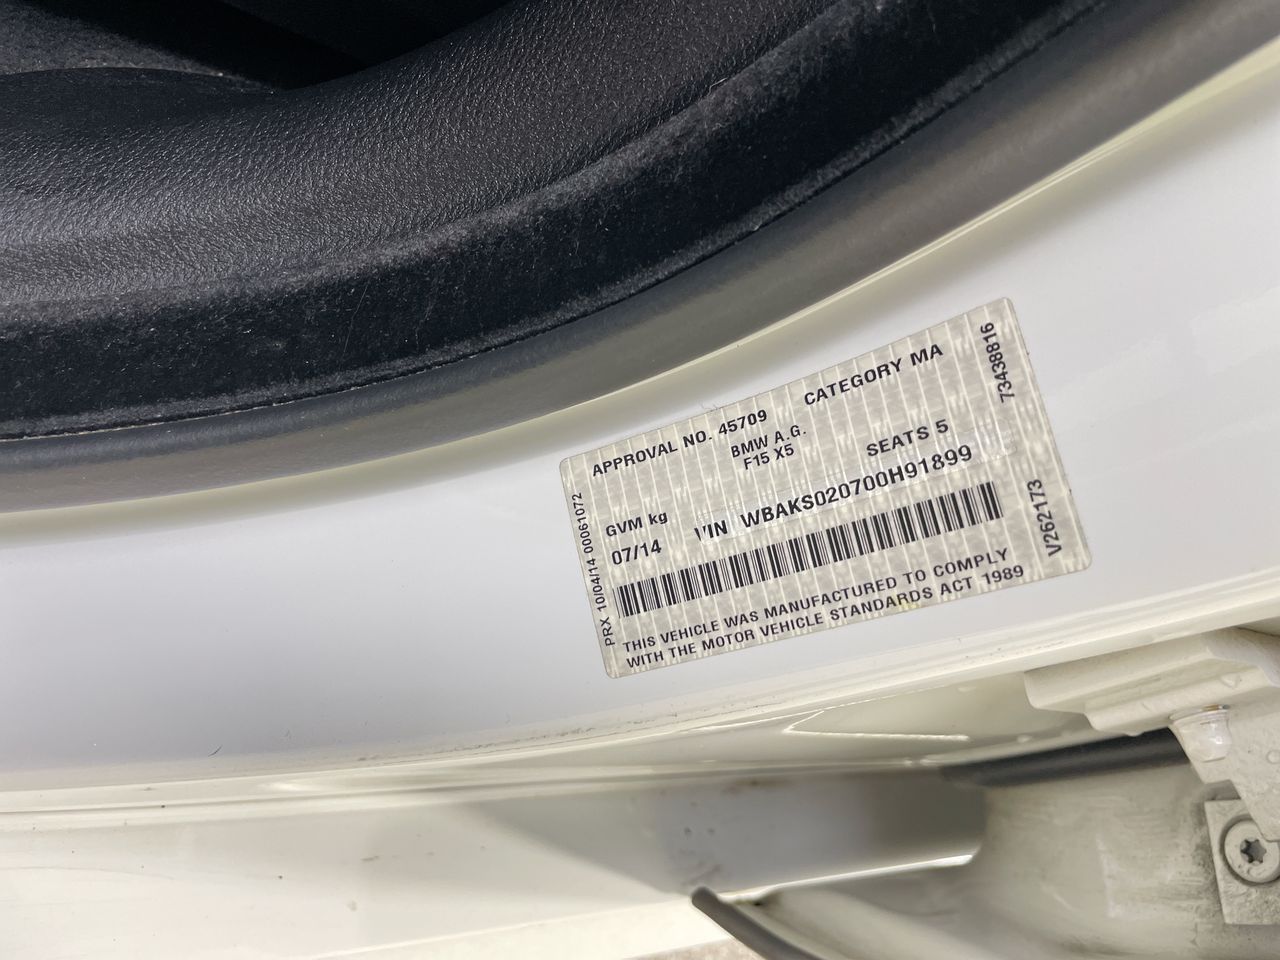 APPROVAL NO. 45709 CATEGORY MA
BMW A.G.
F15 X5
SEATS 5
GVM kg
07/14 VIN WBAKS020700H91899
THIS VEHICLE WAS MANUFACTURED TO COMPLY
WITH THE MOTOR VEHICLE STANDARDS ACT 1989
PRX 10/04/14 00061072
73438816
V262173